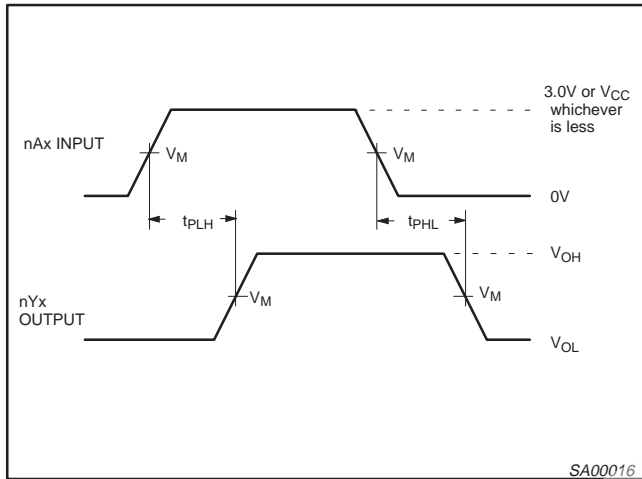 3.0V or VCC
whichever
is less
nAx INPUT
VM
VM
0V
tPLH
tPHL
VOH
nYx
OUTPUT
VM
VM
VOL
SA00016